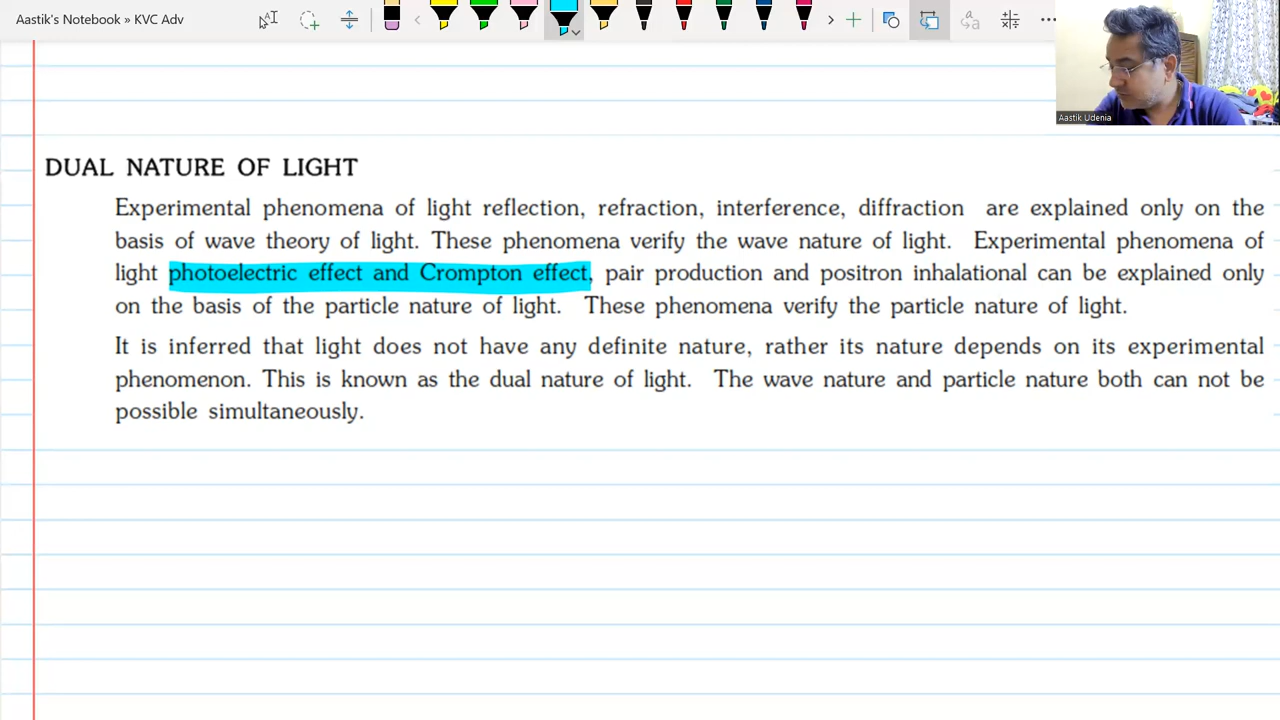 Aastik's Notebook » KVC Adv
Aastik Udenia
DUAL NATURE OF LIGHT
Experimental phenomena of light reflection, refraction, interference, diffraction are explained only on the
basis of wave theory of light. These phenomena verify the wave nature of light. Experimental phenomena of
light photoelectric effect and Crompton effect, pair production and positron inhalational can be explained only
on the basis of the particle nature of light. These phenomena verify the particle nature of light.
It is inferred that light does not have any definite nature, rather its nature depends on its experimental
phenomenon. This is known as the dual nature of light. The wave nature and particle nature both can not be
possible simultaneously.